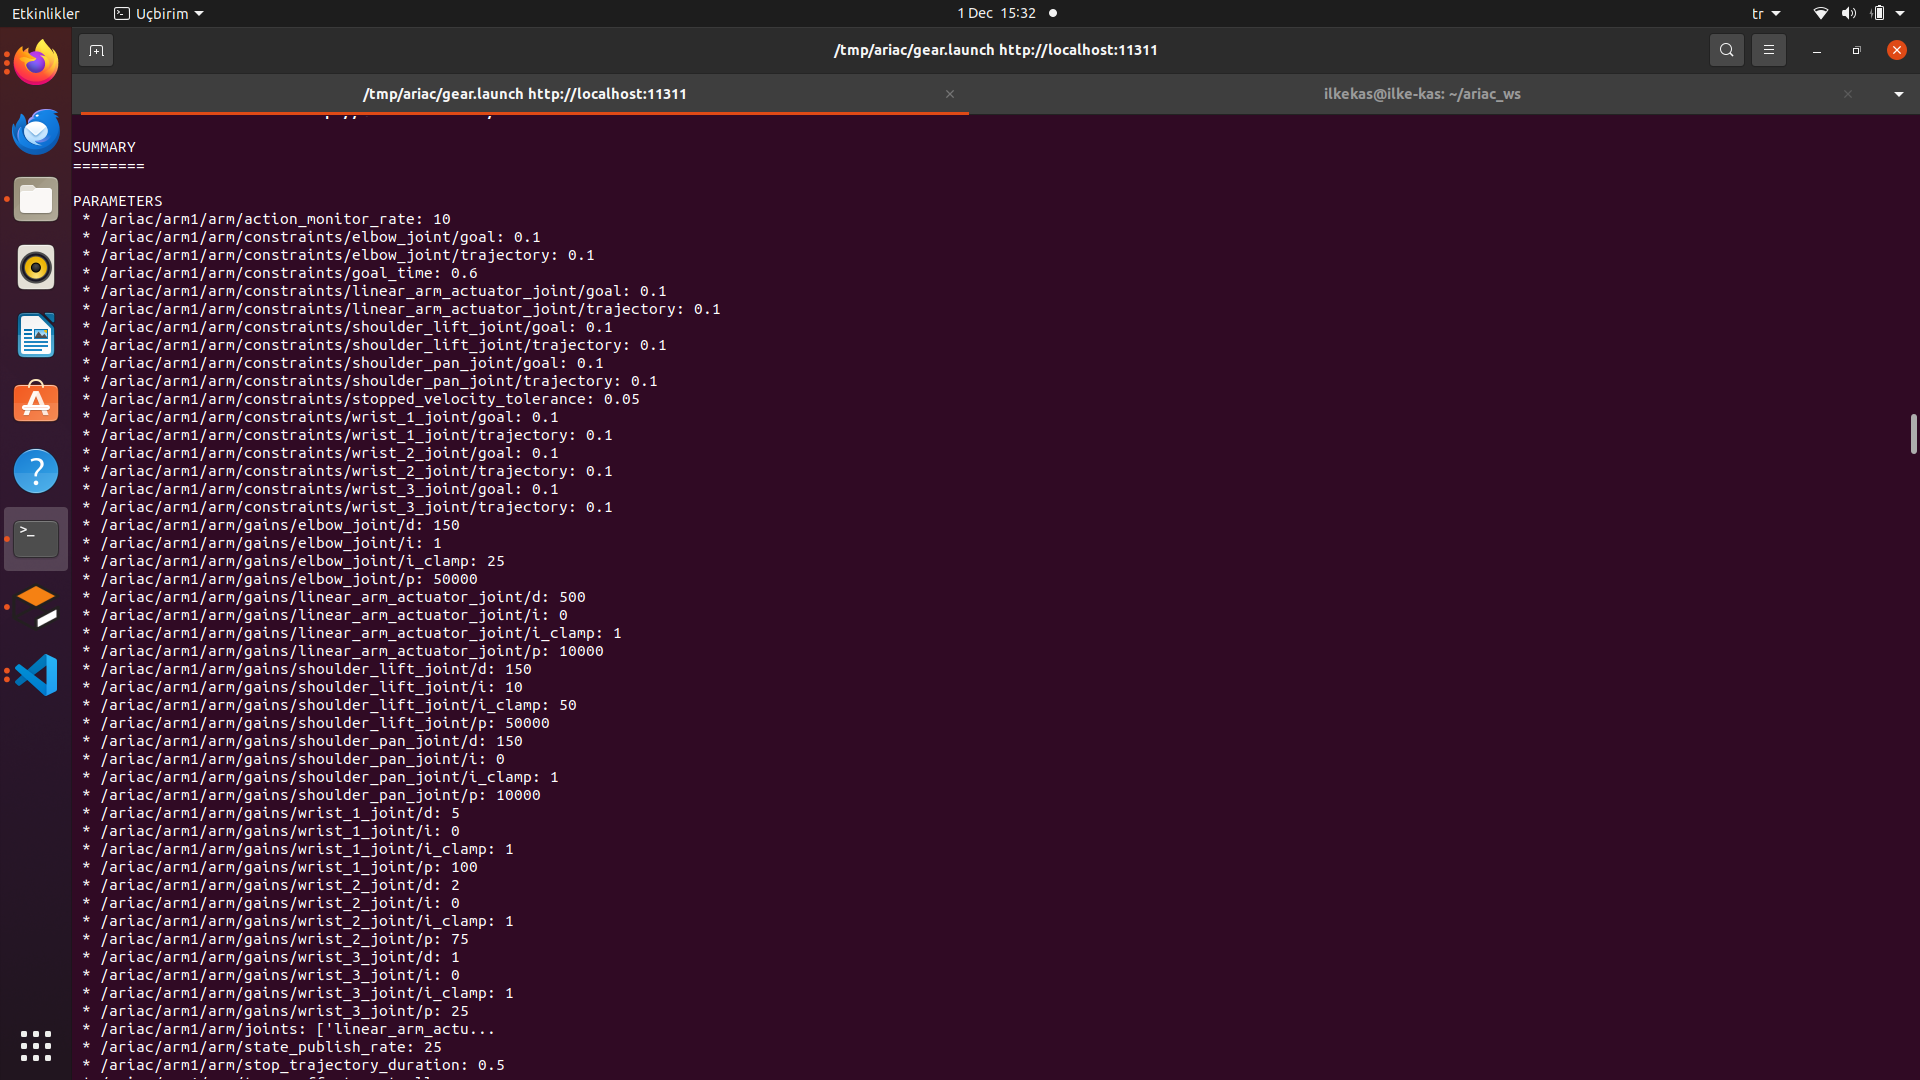 Etkinlikler
Uçbirim
1 Dec 15:32
tr
/tmp/ariac/gear.launch http://localhost:11311
/tmp/ariac/gear.launch http://localhost:11311
ilkekas@ilke-kas: ~/ariac_ws
SUMMARY
========
PARAMETERS
* /ariac/arm1/arm/action_monitor_rate: 10
* /ariac/arm1/arm/constraints/elbow_joint/goal: 0.1
* /ariac/arm1/arm/constraints/elbow_joint/trajectory: 0.1
* /ariac/arm1/arm/constraints/goal_time: 0.6
* /ariac/arm1/arm/constraints/linear_arm_actuator_joint/goal: 0.1
* /ariac/arm1/arm/constraints/linear_arm_actuator_joint/trajectory: 0.1
* /ariac/arm1/arm/constraints/shoulder_lift_joint/goal: 0.1
* /ariac/arm1/arm/constraints/shoulder_lift_joint/trajectory: 0.1
* /ariac/arm1/arm/constraints/shoulder_pan_joint/goal: 0.1
* /ariac/arm1/arm/constraints/shoulder_pan_joint/trajectory: 0.1
* /ariac/arm1/arm/constraints/stopped_velocity_tolerance: 0.05
* /ariac/arm1/arm/constraints/wrist_1_joint/goal: 0.1
* /ariac/arm1/arm/constraints/wrist_1_joint/trajectory: 0.1
* /ariac/arm1/arm/constraints/wrist_2_joint/goal: 0.1
* /ariac/arm1/arm/constraints/wrist_2_joint/trajectory: 0.1
* /ariac/arm1/arm/constraints/wrist_3_joint/goal: 0.1
* /ariac/arm1/arm/constraints/wrist_3_joint/trajectory: 0.1
* /ariac/arm1/arm/gains/elbow_joint/d: 150
* /ariac/arm1/arm/gains/elbow_joint/i: 1
* /ariac/arm1/arm/gains/elbow_joint/i_clamp: 25
* /ariac/arm1/arm/gains/elbow_joint/p: 50000
* /ariac/arm1/arm/gains/linear_arm_actuator_joint/d: 500
* /ariac/arm1/arm/gains/linear_arm_actuator_joint/i: 0
* /ariac/arm1/arm/gains/linear_arm_actuator_joint/i_clamp: 1
* /ariac/arm1/arm/gains/linear_arm_actuator_joint/p: 10000
* /ariac/arm1/arm/gains/shoulder_lift_joint/d: 150
* /ariac/arm1/arm/gains/shoulder_lift_joint/i: 10
* /ariac/arm1/arm/gains/shoulder_lift_joint/i_clamp: 50
* /ariac/arm1/arm/gains/shoulder_lift_joint/p: 50000
* /ariac/arm1/arm/gains/shoulder_pan_joint/d: 150
* /ariac/arm1/arm/gains/shoulder_pan_joint/i: 0
* /ariac/arm1/arm/gains/shoulder_pan_joint/i_clamp: 1
* /ariac/arm1/arm/gains/shoulder_pan_joint/p: 10000
* /ariac/arm1/arm/gains/wrist_1_joint/d: 5
* /ariac/arm1/arm/gains/wrist_1_joint/i: 0
* /ariac/arm1/arm/gains/wrist_1_joint/i_clamp: 1
* /ariac/arm1/arm/gains/wrist_1_joint/p: 100
* /ariac/arm1/arm/gains/wrist_2_joint/d: 2
* /ariac/arm1/arm/gains/wrist_2_joint/i: 0
* /ariac/arm1/arm/gains/wrist_2_joint/i_clamp: 1
* /ariac/arm1/arm/gains/wrist_2_joint/p: 75
* /ariac/arm1/arm/gains/wrist_3_joint/d: 1
* /ariac/arm1/arm/gains/wrist_3_joint/i: 0
* /ariac/arm1/arm/gains/wrist_3_joint/i_clamp: 1
* /ariac/arm1/arm/gains/wrist_3_joint/p: 25
* /ariac/arm1/arm/joints: ['linear_arm_actu...
* /ariac/arm1/arm/state_publish_rate: 25
* /ariac/arm1/arm/stop_trajectory_duration: 0.5